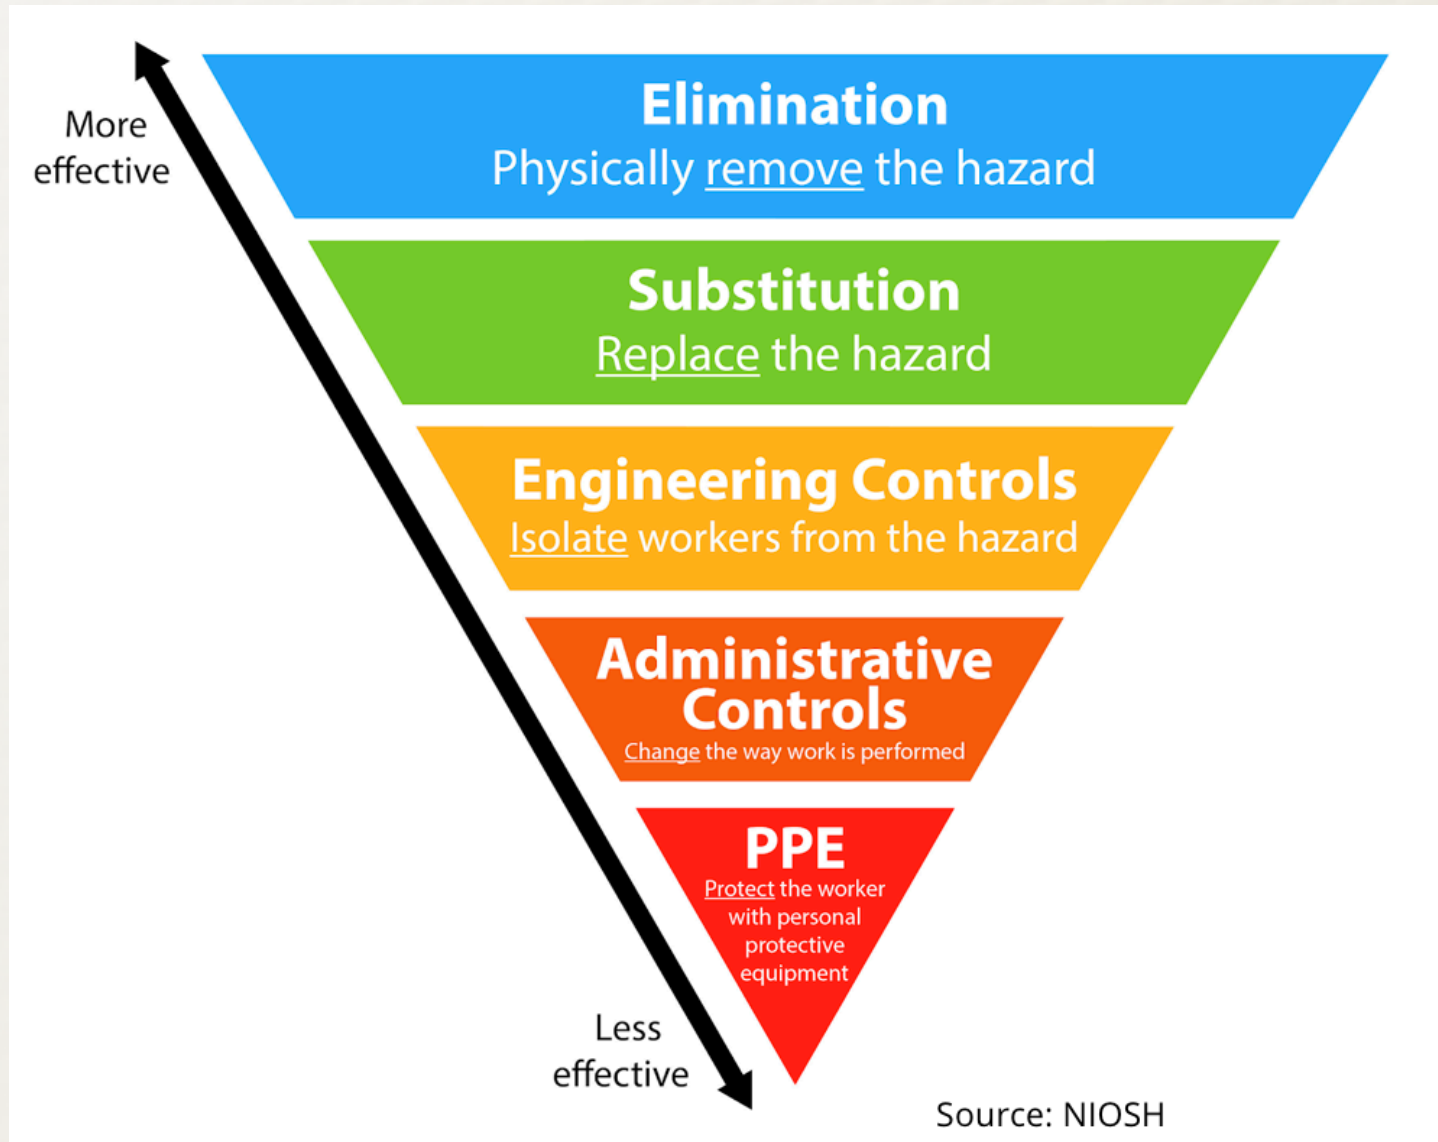 More
effective
Elimination
Physically remove the hazard
Substitution
Replace the hazard
Engineering Controls
Isolate workers from the hazard
Administrative
Controls
Change the way work is performed
PPE
Protect the worker
with personal
protective
equipment
Less
effective
Source: NIOSH